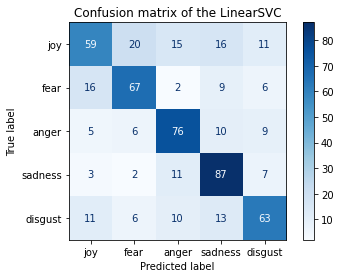 Confusion matrix of the LinearSVC
joy 59 20 15 16 11
fear 16 67 2 9 6
anger 5 6 76 10 9
sadness 3 2 11 87 7
disgust 11 6 10 13 63
joy fear anger sadness disgust
Predicted label
True label
80
70
60
50
40
30
20
10